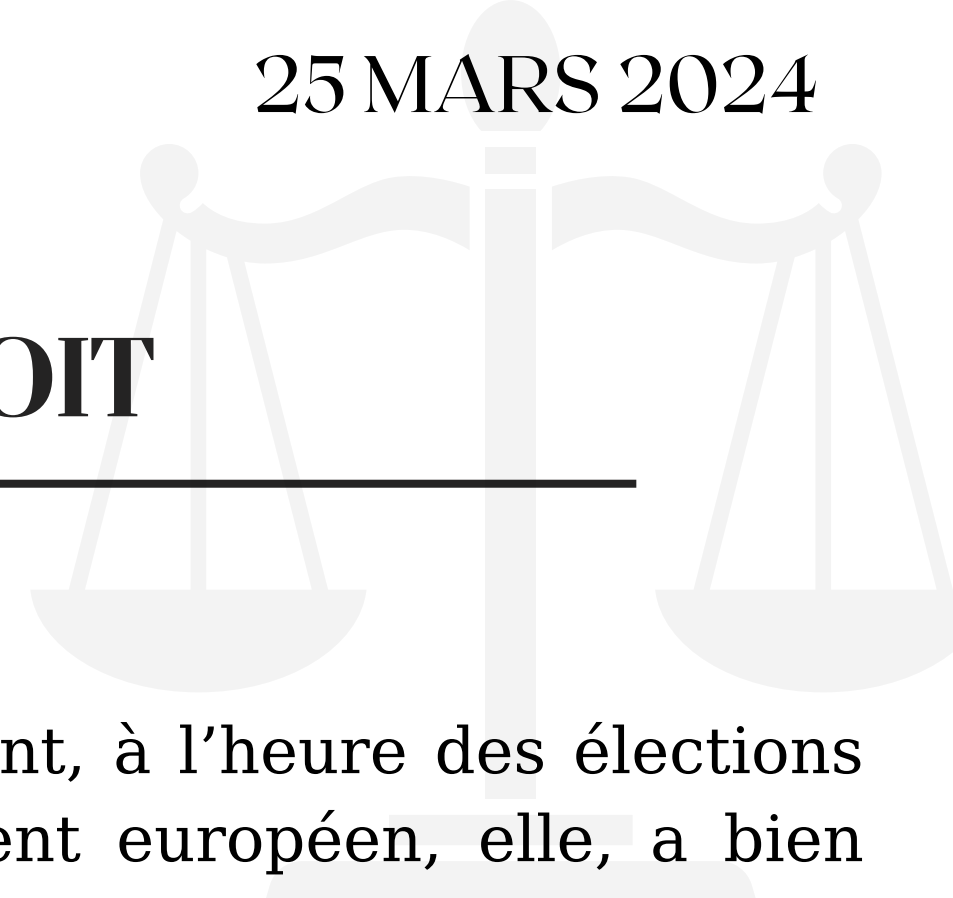 25 MARS 2024
OIT
nt, à l’heure des élections
ent européen, elle, a bien